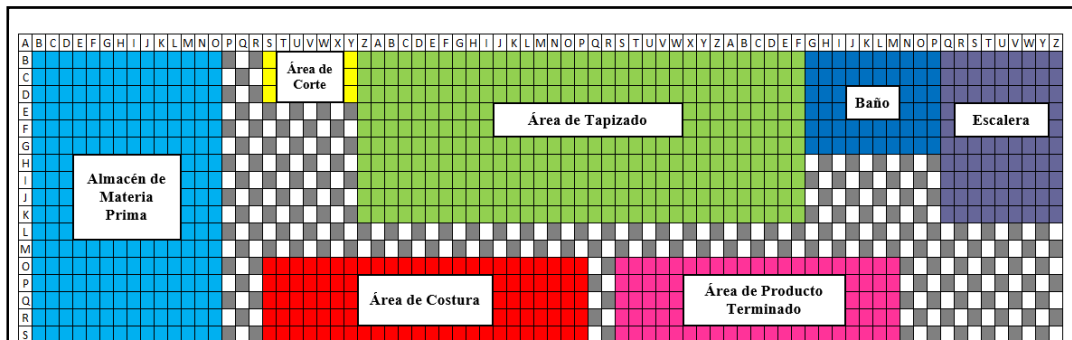 A B C D E F G H I J K L M N O P Q R S T U V W X Y Z A B C D E F G H I J K L M N O P Q R S T U V W X Y Z A B C D E F G H I J K L M N O P Q R S T U V W Y Z
B
C
D
E
F
G
H
I
J
K
L
M
O
P
Q
R
S
Área de
Corte
Baño
Área de Tapizado
Escalera
Almacén de
Materia
Prima
Área de Costura
Área de Producto
Terminado